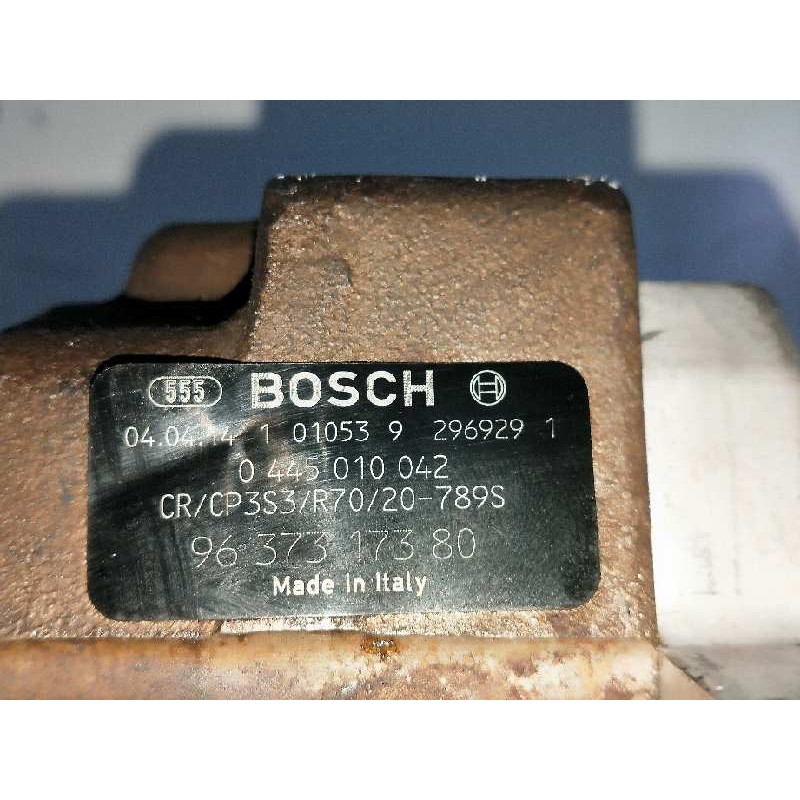 555 BOSCH
04.04.14 1 01053 9 296929 1
0 445 010 042
CR/CP3S3/R70/20-789S
96 373 173 80
Made in Italy